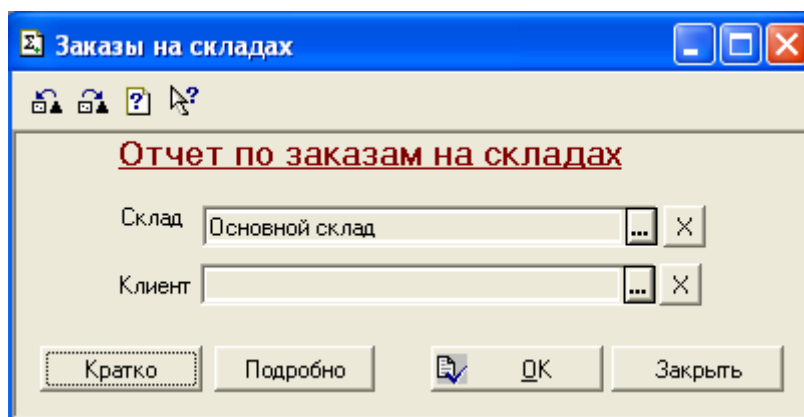 Заказы на складах
Отчет по заказам на складах
Склад Основной склад ... X
Клиент ... X
Кратко Подробно OK Закрыть